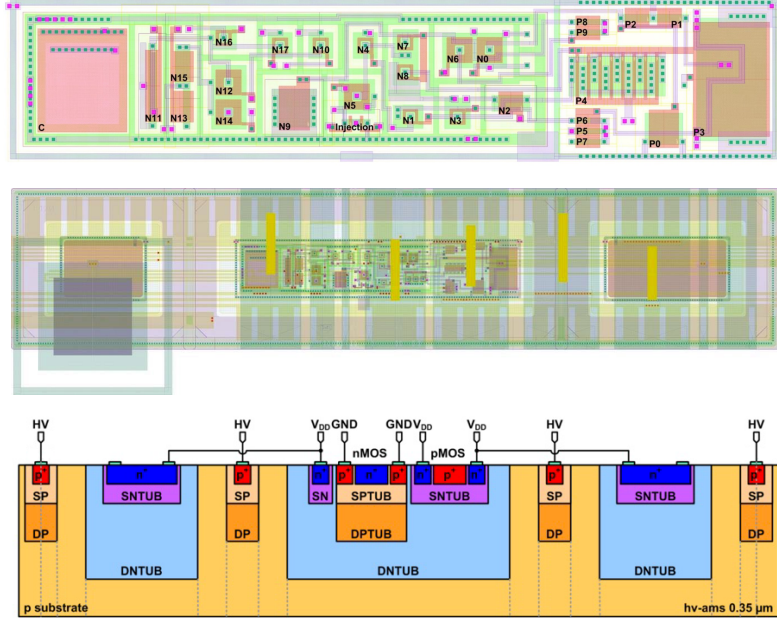 P8 P2 P1
N16 N7 P9
N17 N10 N4 N6 N0
N15 N12 N8
C N11 N13 N14 N9 N5 Injection N1 N3 N2 P4 P6 P5 P7 P0 P3
HV HV VDD GND GND VDD VDD HV HV
nMOS pMOS
p+ n+ p+ n+ p+ n+ p+ n+ p+ n+ p+ n+ p+
SP SNTUB SP SN SPTUB SNTUB SP SNTUB SP
DP DP DPTUB DP DP
DNTUB DNTUB DNTUB
p substrate hv-ams 0.35 µm